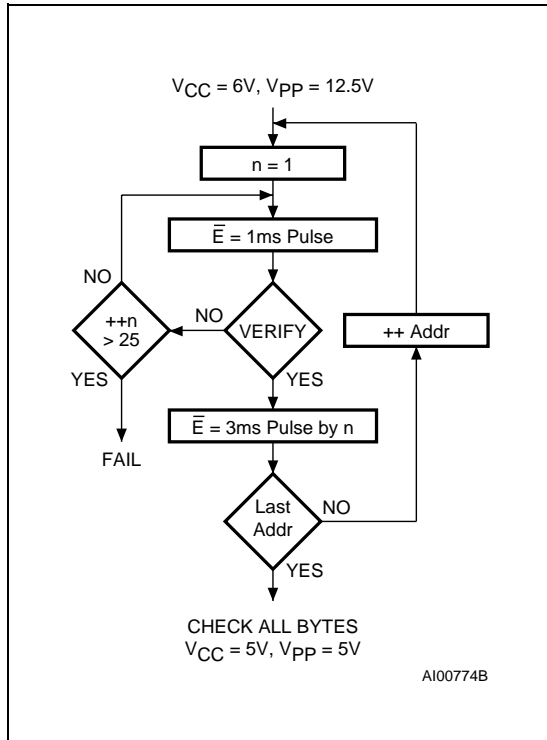 VCC = 6V, VPP = 12.5V
n = 1
E̅ = 1ms Pulse
NO
++n
> 25
NO
VERIFY
++ Addr
YES
YES
E̅ = 3ms Pulse by n
FAIL
Last
Addr
NO
YES
CHECK ALL BYTES
VCC = 5V, VPP = 5V
AI00774B